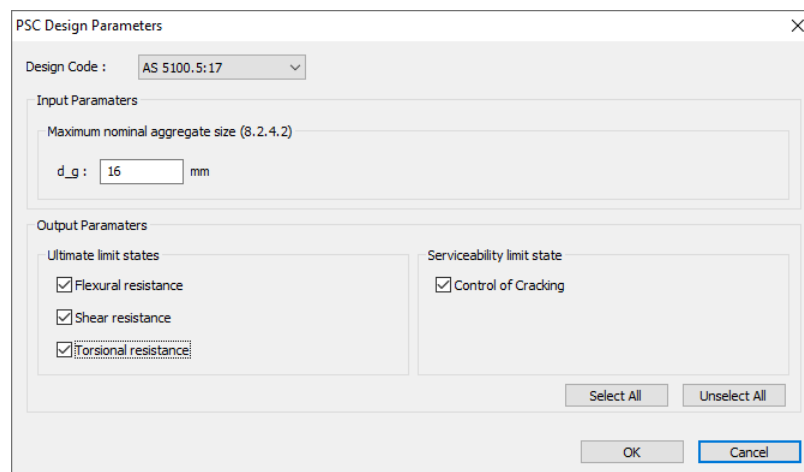 PSC Design Parameters
Design Code : AS 5100.5:17
Input Paramaters
Maximum nominal aggregate size (8.2.4.2)
d_g : 16 mm
Output Paramaters
Ultimate limit states
Flexural resistance
Shear resistance
Torsional resistance
Serviceability limit state
Control of Cracking
Select All Unselect All
OK Cancel